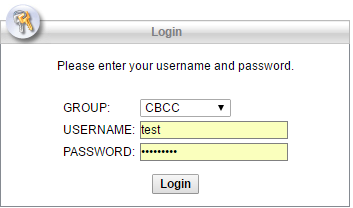 Login
Please enter your username and password.
GROUP: CBCC
USERNAME: test
PASSWORD: •••••••••
Login